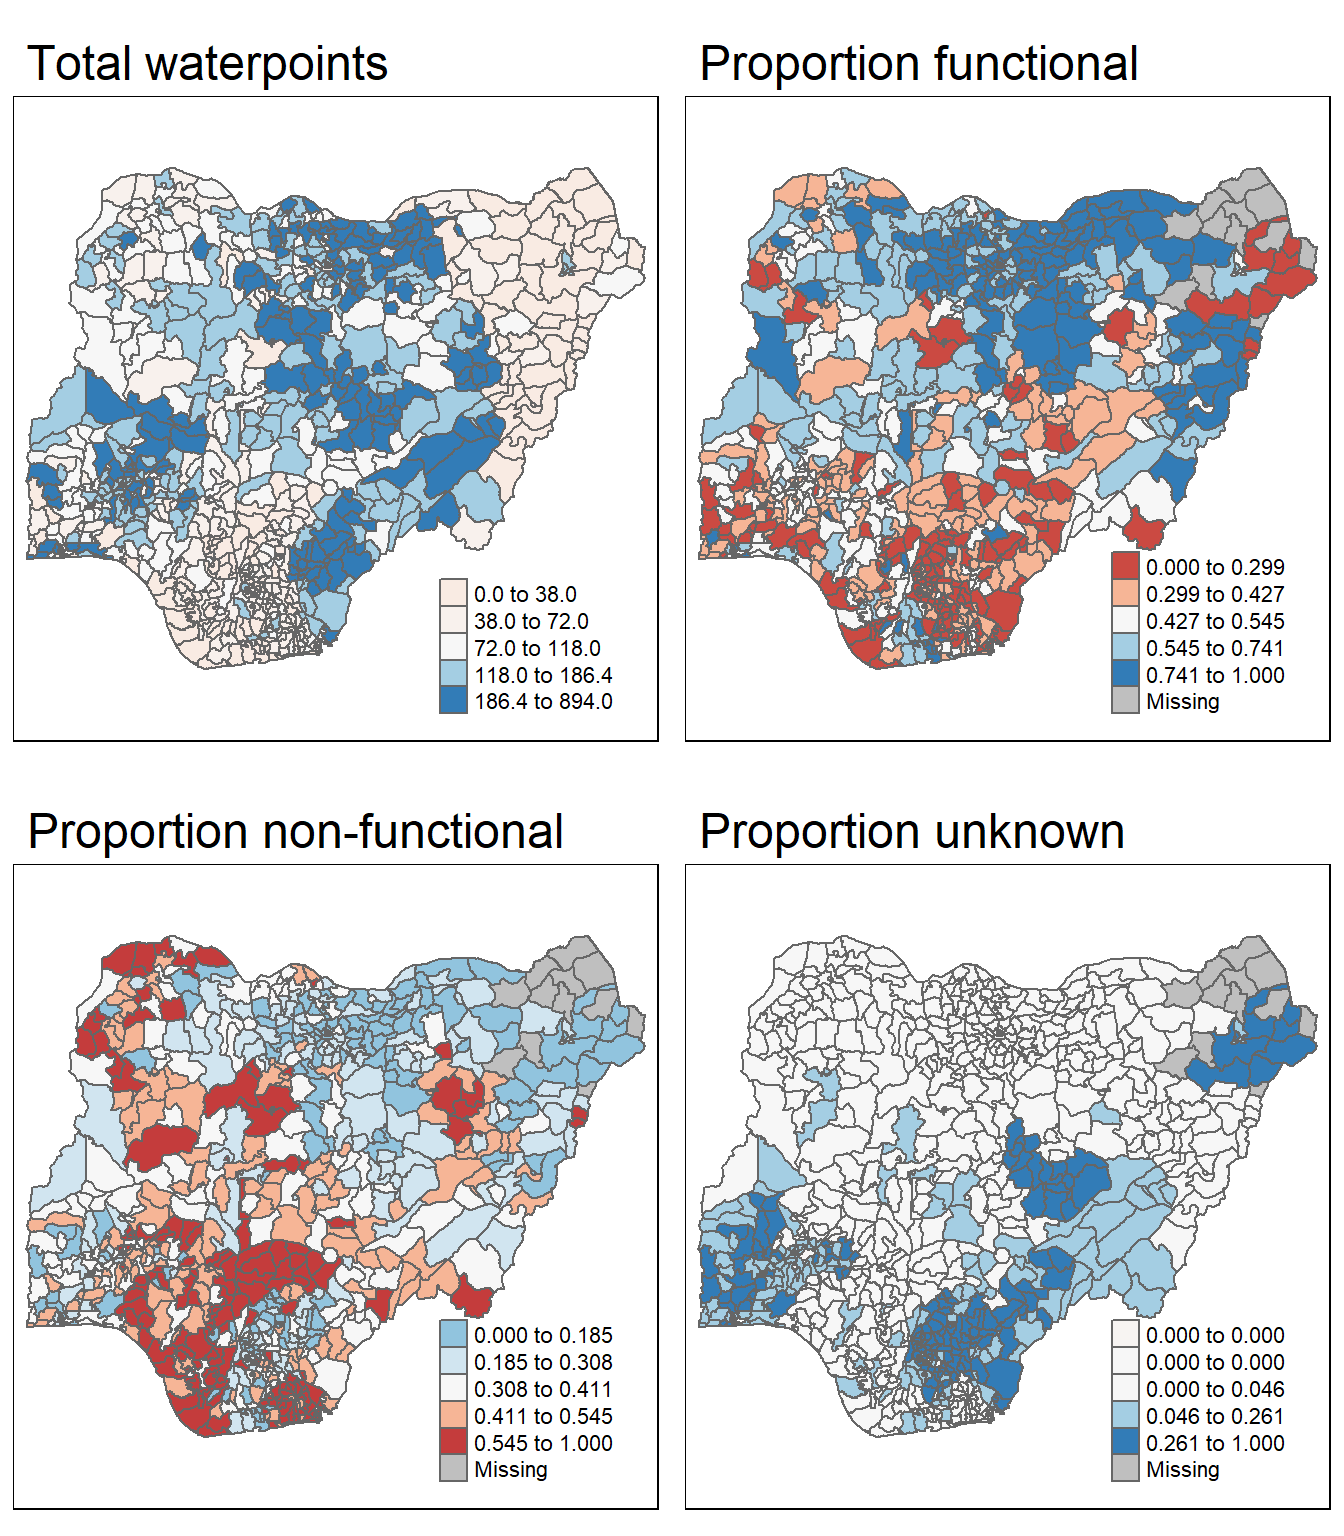 Total waterpoints
0.0 to 38.0
38.0 to 72.0
72.0 to 118.0
118.0 to 186.4
186.4 to 894.0
Proportion functional
0.000 to 0.299
0.299 to 0.427
0.427 to 0.545
0.545 to 0.741
0.741 to 1.000
Missing
Proportion non-functional
0.000 to 0.185
0.185 to 0.308
0.308 to 0.411
0.411 to 0.545
0.545 to 1.000
Missing
Proportion unknown
0.000 to 0.000
0.000 to 0.000
0.000 to 0.046
0.046 to 0.261
0.261 to 1.000
Missing